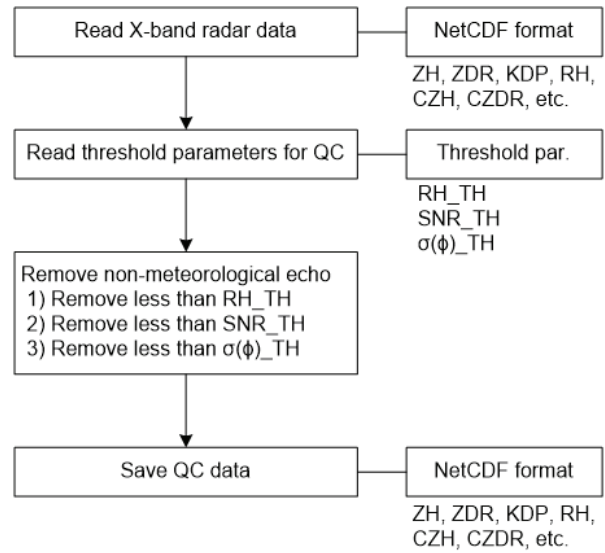 Read X-band radar data
NetCDF format
ZH, ZDR, KDP, RH,
CZH, CZDR, etc.
Read threshold parameters for QC
Threshold par.
RH_TH
SNR_TH
σ(ϕ)_TH
Remove non-meteorological echo
1) Remove less than RH_TH
2) Remove less than SNR_TH
3) Remove less than σ(ϕ)_TH
Save QC data
NetCDF format
ZH, ZDR, KDP, RH,
CZH, CZDR, etc.